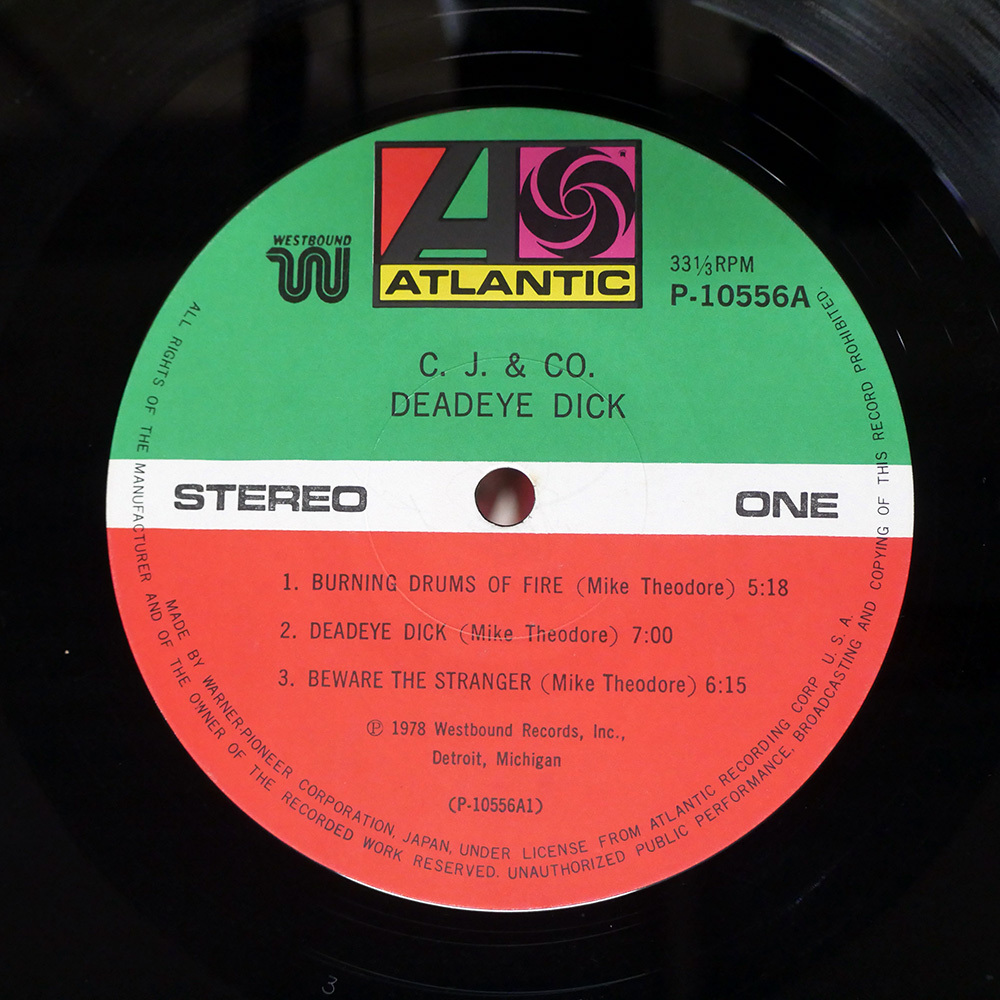 WESTBOUND
W
A
ATLANTIC
33⅓ RPM
P-10556A
C. J. & CO.
DEADEYE DICK
STEREO
ONE
1. BURNING DRUMS OF FIRE (Mike Theodore) 5:18
2. DEADEYE DICK (Mike Theodore) 7:00
3. BEWARE THE STRANGER (Mike Theodore) 6:15
℗ 1978 Westbound Records, Inc.,
Detroit, Michigan
(P-10556A1)
MADE BY WARNER-PIONEER CORPORATION, JAPAN, UNDER LICENSE FROM ATLANTIC RECORDING CORP U. S. A.
ALL RIGHTS OF THE MANUFACTURER AND OF THE OWNER OF THE RECORDED WORK RESERVED. UNAUTHORIZED PUBLIC PERFORMANCE, BROADCASTING AND COPYING OF THIS RECORD PROHIBITED.
3